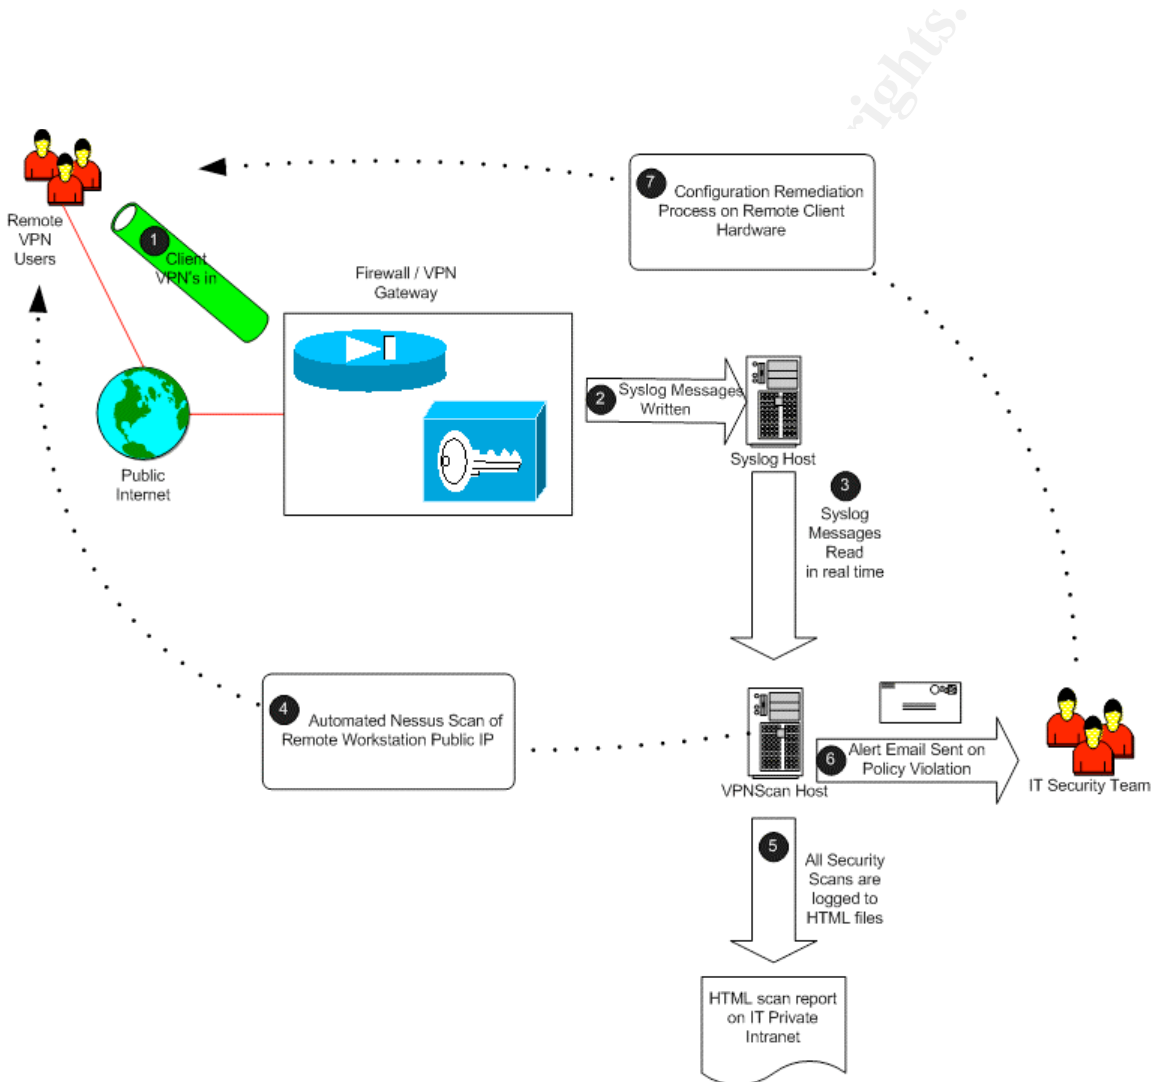 rights.
7
Configuration Remediation
Process on Remote Client
Hardware
Remote
VPN
Users
1
Client
VPN's in
Firewall / VPN
Gateway
2
Syslog Messages
Written
Syslog Host
Public
Internet
3
Syslog
Messages
Read
in real time
4
Automated Nessus Scan of
Remote Workstation Public IP
VPNScan Host
6
Alert Email Sent on
Policy Violation
IT Security Team
5
All Security
Scans are
logged to
HTML files
HTML scan report
on IT Private
Intranet